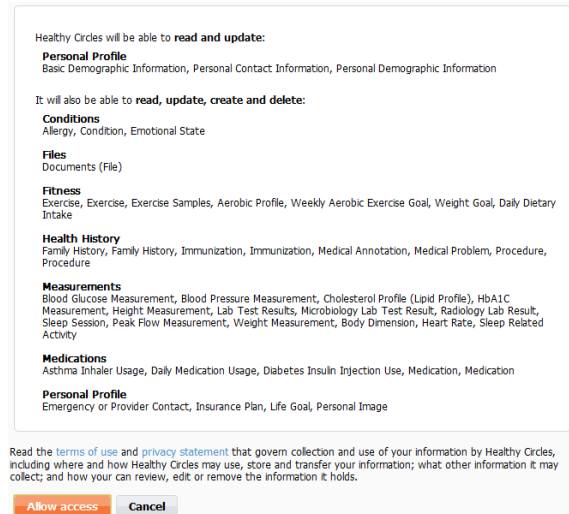 Healthy Circles will be able to read and update:
Personal Profile
Basic Demographic Information, Personal Contact Information, Personal Demographic Information
It will also be able to read, update, create and delete:
Conditions
Allergy, Condition, Emotional State
Files
Documents (File)
Fitness
Exercise, Exercise, Exercise Samples, Aerobic Profile, Weekly Aerobic Exercise Goal, Weight Goal, Daily Dietary
Intake
Health History
Family History, Family History, Immunization, Immunization, Medical Annotation, Medical Problem, Procedure,
Procedure
Measurements
Blood Glucose Measurement, Blood Pressure Measurement, Cholesterol Profile (Lipid Profile), HbA1C
Measurement, Height Measurement, Lab Test Results, Microbiology Lab Test Result, Radiology Lab Result,
Sleep Session, Peak Flow Measurement, Weight Measurement, Body Dimension, Heart Rate, Sleep Related
Activity
Medications
Asthma Inhaler Usage, Daily Medication Usage, Diabetes Insulin Injection Use, Medication, Medication
Personal Profile
Emergency or Provider Contact, Insurance Plan, Life Goal, Personal Image
Read the terms of use and privacy statement that govern collection and use of your information by Healthy Circles,
including where and how Healthy Circles may use, store and transfer your information; what other information it may
collect; and how your can review, edit or remove the information it holds.
Allow access Cancel